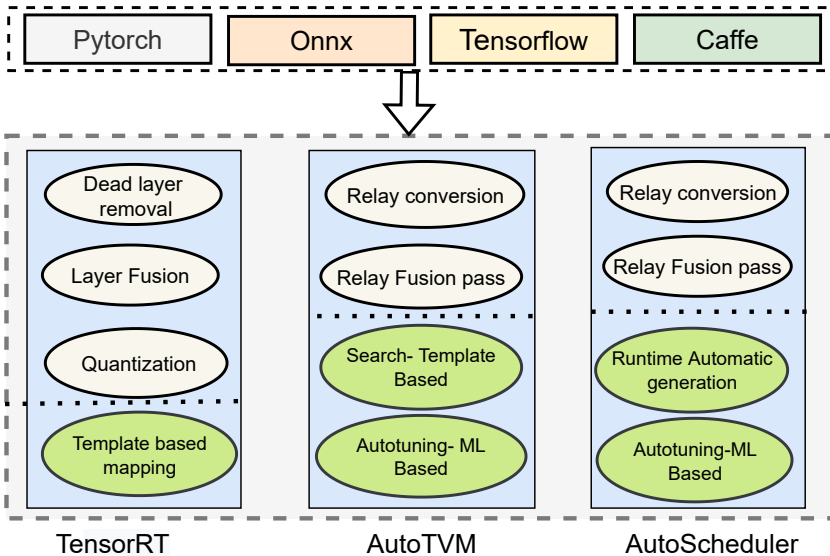 Pytorch
Onnx
Tensorflow
Caffe
Dead layer
removal
Layer Fusion
Quantization
Template based
mapping
TensorRT
Relay conversion
Relay Fusion pass
Search- Template
Based
Autotuning- ML
Based
AutoTVM
Relay conversion
Relay Fusion pass
Runtime Automatic
generation
Autotuning-ML
Based
AutoScheduler